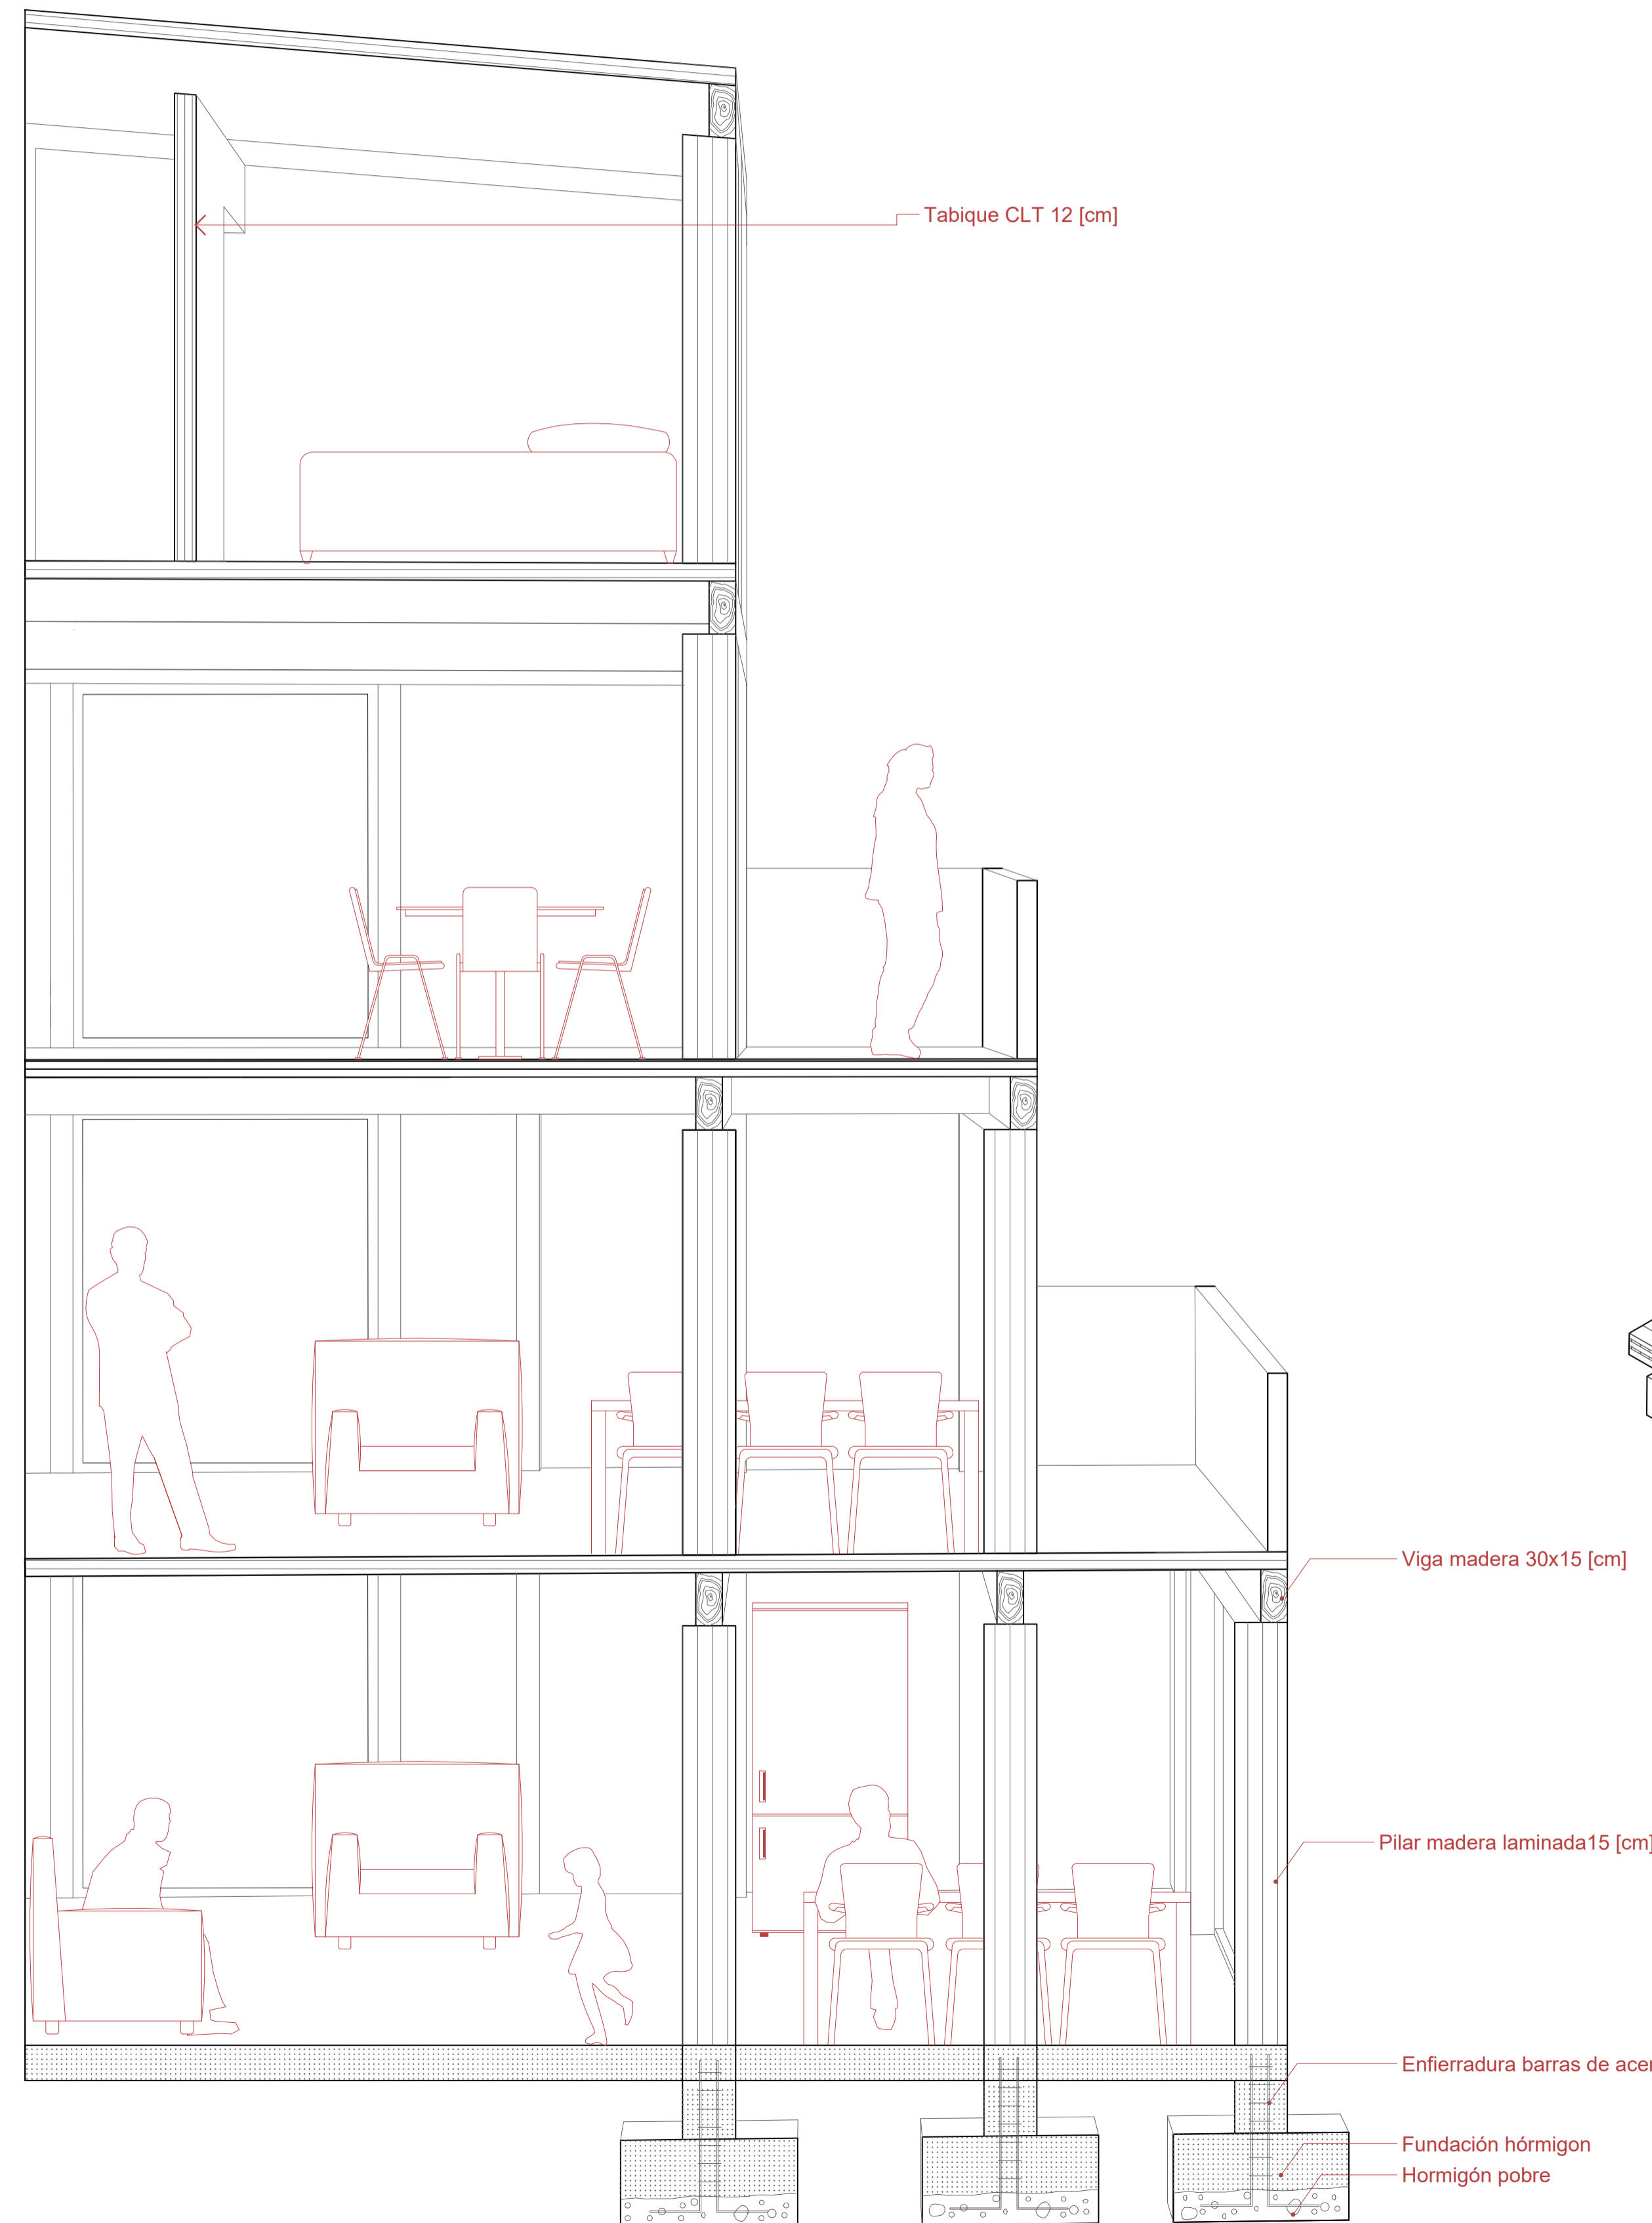 Tabique CLT 12 [cm]
Viga madera 30x15 [cm]
Pilar madera laminada15 [cm]
Enfierradura barras de
Fundación hórmigon
Hormigón pobre